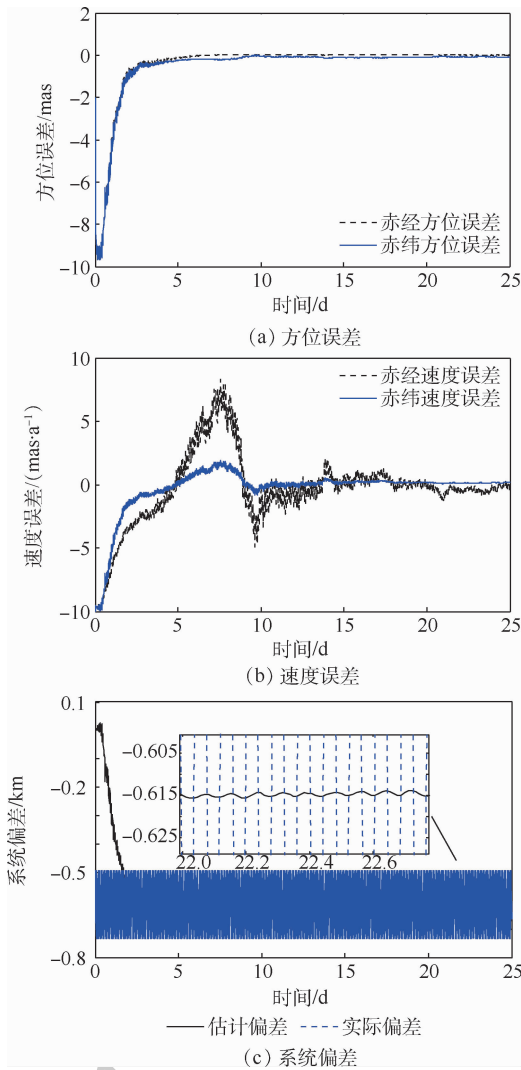 0
−2
−4
−6
−8
−10
方位误差/mas
赤经方位误差
赤纬方位误差
0 5 10 15 20 25
时间/d
(a) 方位误差
10
5
0
−5
−10
速度误差/(mas·a⁻¹)
赤经速度误差
赤纬速度误差
0 5 10 15 20 25
时间/d
(b) 速度误差
0.1
−0.2
−0.5
−0.8
系统偏差/km
−0.605
−0.615
−0.625
22.0 22.2 22.4 22.6
0 5 10 15 20 25
时间/d
估计偏差 实际偏差
(c) 系统偏差